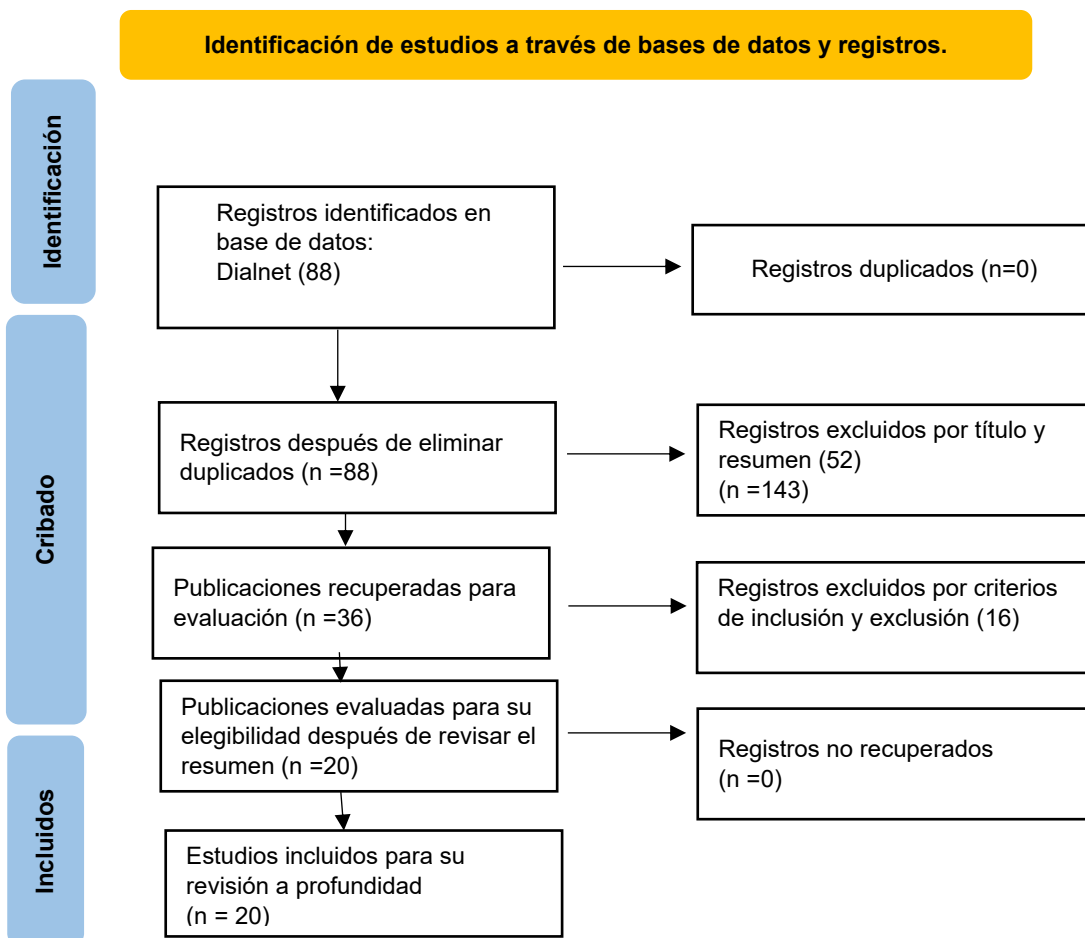 Identificación de estudios a través de bases de datos y registros.
Identificación
Registros identificados en
base de datos:
Dialnet (88)
Registros duplicados (n=0)
Cribado
Registros después de eliminar
duplicados (n =88)
Registros excluidos por título y
resumen (52)
(n =143)
Publicaciones recuperadas para
evaluación (n =36)
Registros excluidos por criterios
de inclusión y exclusión (16)
Publicaciones evaluadas para su
elegibilidad después de revisar el
resumen (n =20)
Registros no recuperados
(n =0)
Incluidos
Estudios incluidos para su
revisión a profundidad
(n = 20)